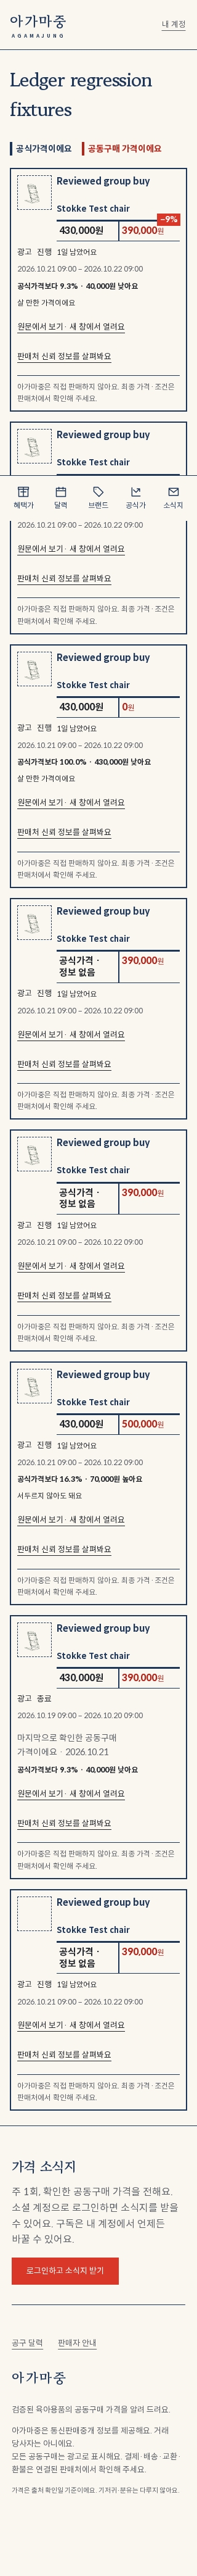 아가마중
AGAMAJUNG
내 계정
Ledger regression
fixtures
공식가격이에요
공동구매 가격이에요
Reviewed group buy
Stokke Test chair
-9%
430,000원
390,000원
광고 진행 1일 남았어요
2026.10.21 09:00 – 2026.10.22 09:00
공식가격보다 9.3% · 40,000원 낮아요
살 만한 가격이에요
원문에서 보기 · 새 창에서 열려요
판매처 신뢰 정보를 살펴봐요
아가마중은 직접 판매하지 않아요. 최종 가격 · 조건은
판매처에서 확인해 주세요.
Reviewed group buy
Stokke Test chair
혜택가
달력
브랜드
공식가
소식지
2026.10.21 09:00 – 2026.10.22 09:00
원문에서 보기 · 새 창에서 열려요
판매처 신뢰 정보를 살펴봐요
아가마중은 직접 판매하지 않아요. 최종 가격 · 조건은
판매처에서 확인해 주세요.
Reviewed group buy
Stokke Test chair
430,000원
0원
광고 진행 1일 남았어요
2026.10.21 09:00 – 2026.10.22 09:00
공식가격보다 100.0% · 430,000원 낮아요
살 만한 가격이에요
원문에서 보기 · 새 창에서 열려요
판매처 신뢰 정보를 살펴봐요
아가마중은 직접 판매하지 않아요. 최종 가격 · 조건은
판매처에서 확인해 주세요.
Reviewed group buy
Stokke Test chair
공식가격 ·
정보 없음
390,000원
광고 진행 1일 남았어요
2026.10.21 09:00 – 2026.10.22 09:00
원문에서 보기 · 새 창에서 열려요
판매처 신뢰 정보를 살펴봐요
아가마중은 직접 판매하지 않아요. 최종 가격 · 조건은
판매처에서 확인해 주세요.
Reviewed group buy
Stokke Test chair
공식가격 ·
정보 없음
390,000원
광고 진행 1일 남았어요
2026.10.21 09:00 – 2026.10.22 09:00
원문에서 보기 · 새 창에서 열려요
판매처 신뢰 정보를 살펴봐요
아가마중은 직접 판매하지 않아요. 최종 가격 · 조건은
판매처에서 확인해 주세요.
Reviewed group buy
Stokke Test chair
430,000원
500,000원
광고 진행 1일 남았어요
2026.10.21 09:00 – 2026.10.22 09:00
공식가격보다 16.3% · 70,000원 높아요
서두르지 않아도 돼요
원문에서 보기 · 새 창에서 열려요
판매처 신뢰 정보를 살펴봐요
아가마중은 직접 판매하지 않아요. 최종 가격 · 조건은
판매처에서 확인해 주세요.
Reviewed group buy
Stokke Test chair
430,000원
390,000원
광고 종료
2026.10.19 09:00 – 2026.10.20 09:00
마지막으로 확인한 공동구매
가격이에요 · 2026.10.21
공식가격보다 9.3% · 40,000원 낮아요
원문에서 보기 · 새 창에서 열려요
판매처 신뢰 정보를 살펴봐요
아가마중은 직접 판매하지 않아요. 최종 가격 · 조건은
판매처에서 확인해 주세요.
Reviewed group buy
Stokke Test chair
공식가격 ·
정보 없음
390,000원
광고 진행 1일 남았어요
2026.10.21 09:00 – 2026.10.22 09:00
원문에서 보기 · 새 창에서 열려요
판매처 신뢰 정보를 살펴봐요
아가마중은 직접 판매하지 않아요. 최종 가격 · 조건은
판매처에서 확인해 주세요.
가격 소식지
주 1회, 확인한 공동구매 가격을 전해요.
소셜 계정으로 로그인하면 소식지를 받을
수 있어요. 구독은 내 계정에서 언제든
바꿀 수 있어요.
로그인하고 소식지 받기
공구 달력
판매자 안내
아가마중
검증된 육아용품의 공동구매 가격을 알려 드려요.
아가마중은 통신판매중개 정보를 제공해요. 거래
당사자는 아니에요.
모든 공동구매는 광고로 표시해요. 결제 · 배송 · 교환 ·
환불은 연결된 판매처에서 확인해 주세요.
가격은 출처 확인일 기준이에요. 기저귀·분유는 다루지 않아요.